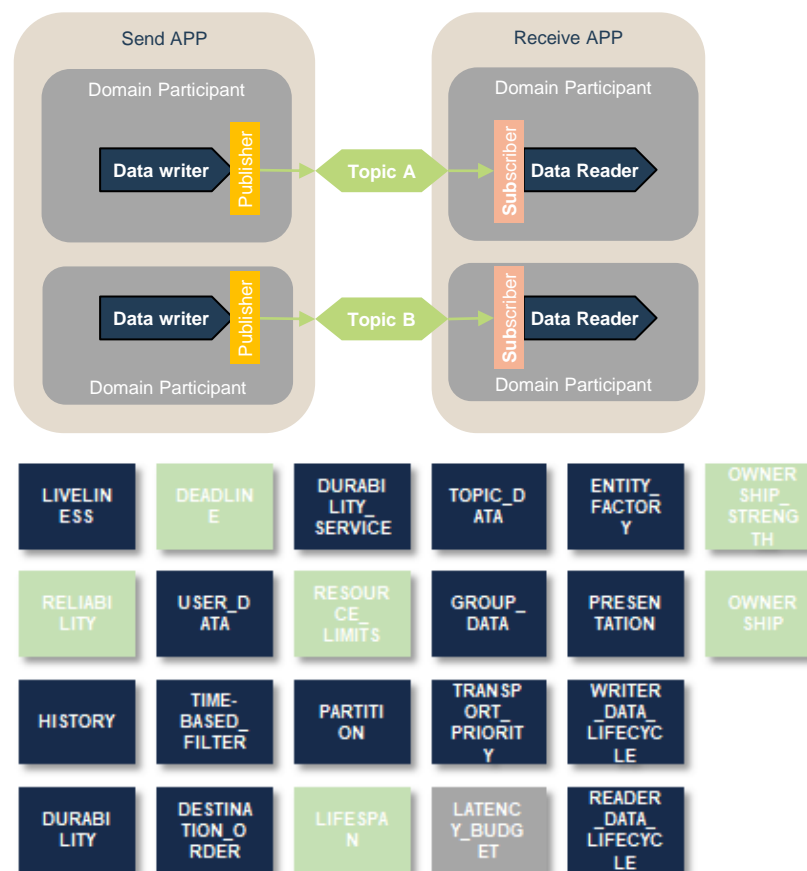 Send APP
Receive APP
Domain Participant
Domain Participant
Data writer
Publisher
Topic A
Subscriber
Data Reader
Data writer
Publisher
Topic B
Subscriber
Data Reader
Domain Participant
Domain Participant
LIVELIN
ESS
DEADLIN
E
DURABI
LITY_
SERVICE
TOPIC_D
ATA
ENTITY_
FACTOR
Y
OWNER
SHIP_
STRENG
TH
RELIABI
LITY
USER_D
ATA
RESOUR
CE_
LIMITS
GROUP_
DATA
PRESEN
TATION
OWNER
SHIP
HISTORY
TIME-
BASED_
FILTER
PARTITI
ON
TRANSP
ORT_
PRIORIT
Y
WRITER
_DATA_
LIFECYC
LE
DURABI
LITY
DESTINA
TION_O
RDER
LIFESPA
N
LATENC
Y_BUDG
ET
READER
_DATA_
LIFECYC
LE